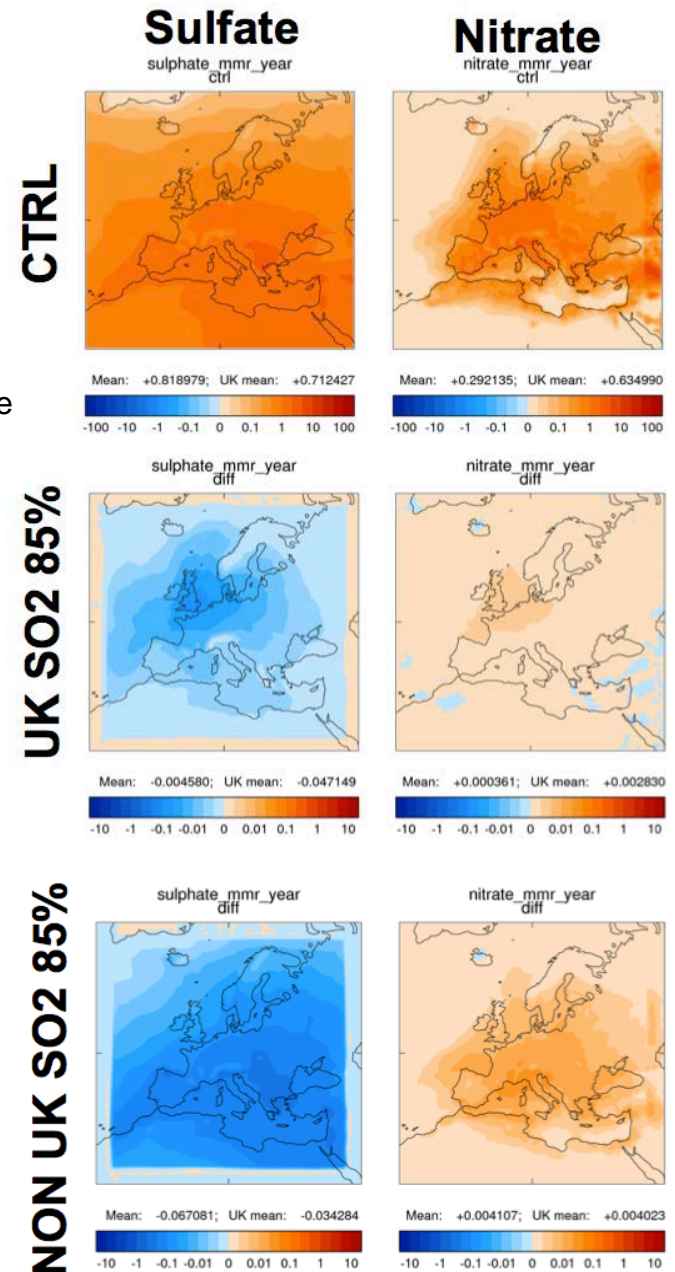 Sulfate
Nitrate
sulphate_mmr_year
ctrl
nitrate_mmr_year
ctrl
CTRL
Mean: +0.818979; UK mean: +0.712427
Mean: +0.292135; UK mean: +0.634990
e
-100 -10 -1 -0.1 0 0.1 1 10 100
-100 -10 -1 -0.1 0 0.1 1 10 100
sulphate_mmr_year
diff
nitrate_mmr_year
diff
UK SO2 85%
Mean: -0.004580; UK mean: -0.047149
Mean: +0.000361; UK mean: +0.002830
-10 -1 -0.1 -0.01 0 0.01 0.1 1 10
-10 -1 -0.1 -0.01 0 0.01 0.1 1 10
sulphate_mmr_year
diff
nitrate_mmr_year
diff
NON UK SO2 85%
Mean: -0.067081; UK mean: -0.034284
Mean: +0.004107; UK mean: +0.004023
-10 -1 -0.1 -0.01 0 0.01 0.1 1 10
-10 -1 -0.1 -0.01 0 0.01 0.1 1 10